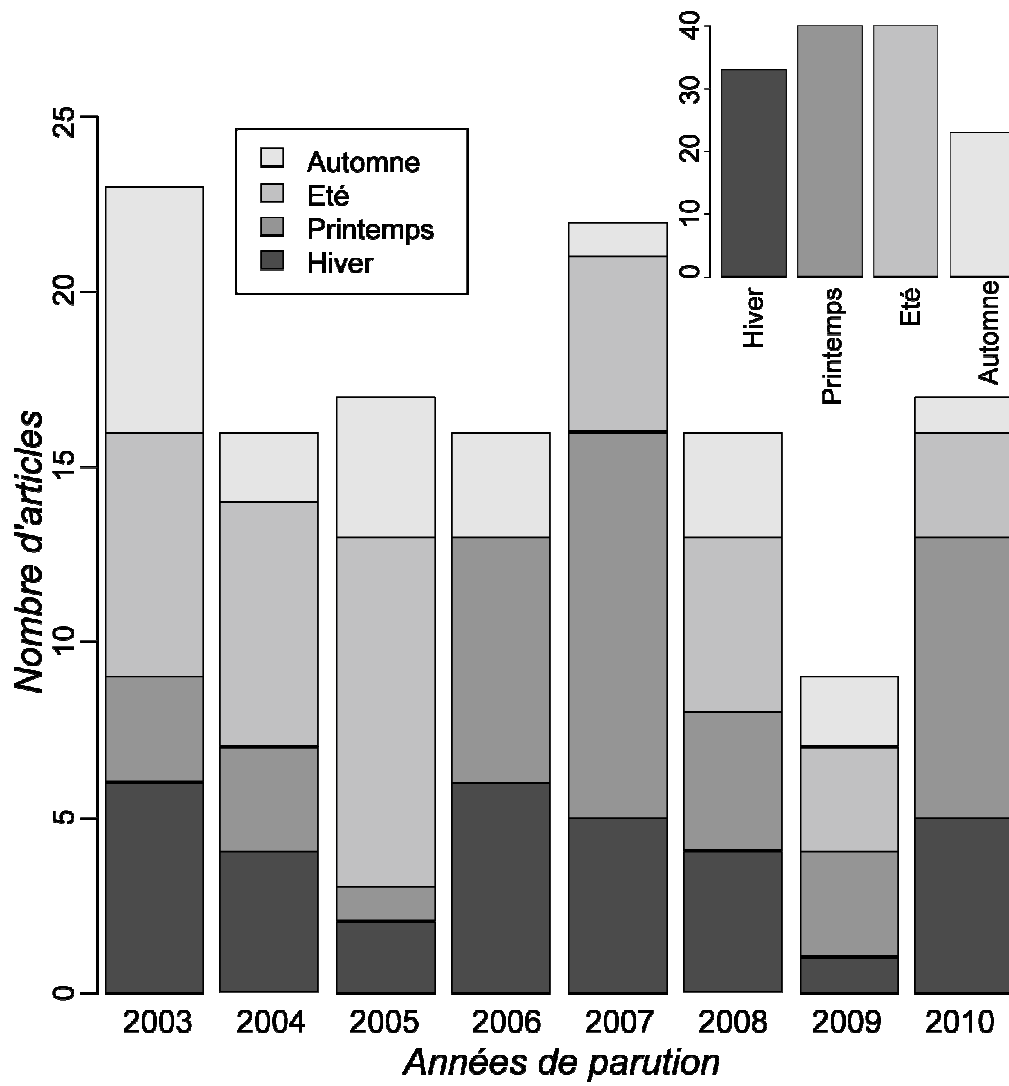 40
30
20
10
0
Hiver
Printemps
Eté
Automne
25
20
15
10
5
0
Nombre d'articles
Automne
Eté
Printemps
Hiver
2003 2004 2005 2006 2007 2008 2009 2010
Années de parution